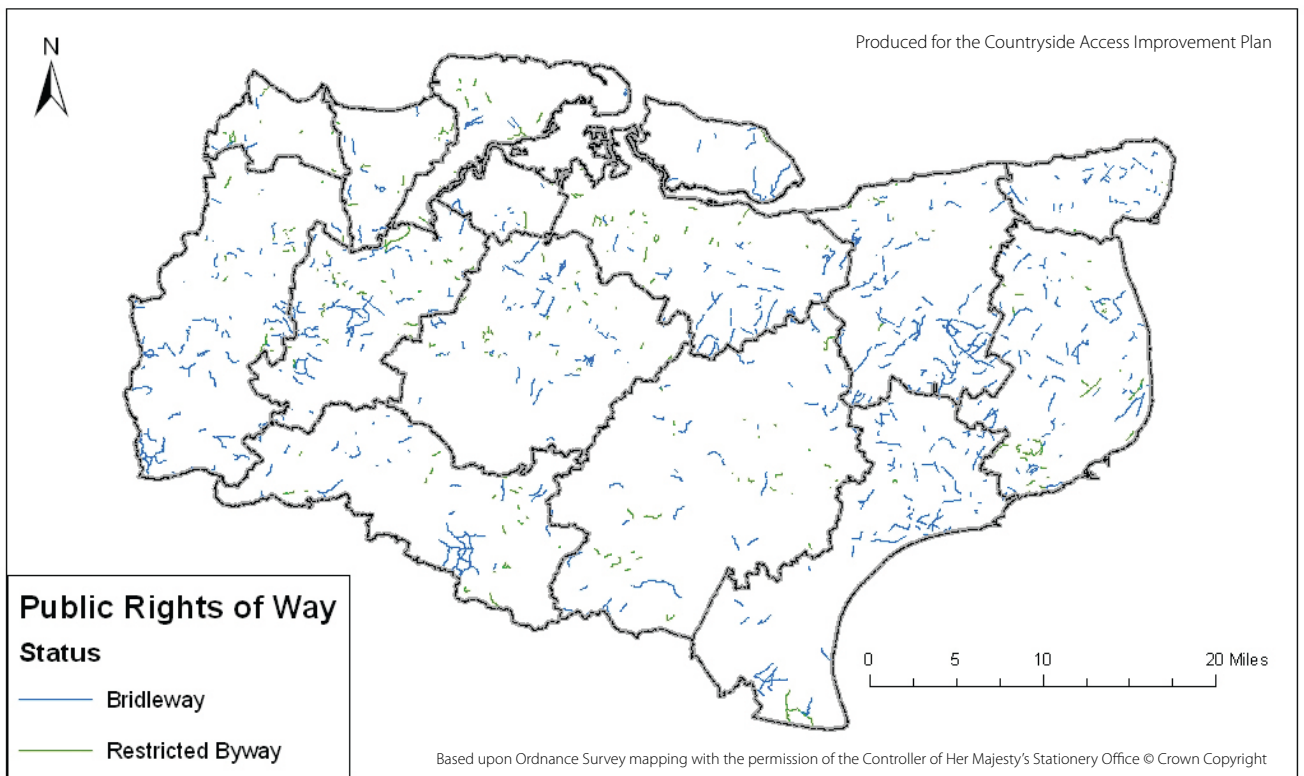 Produced for the Countryside Access Improvement Plan
N
Public Rights of Way
Status
Bridleway
Restricted Byway
0 5 10 20 Miles
Based upon Ordnance Survey mapping with the permission of the Controller of Her Majesty's Stationery Office © Crown Copyright